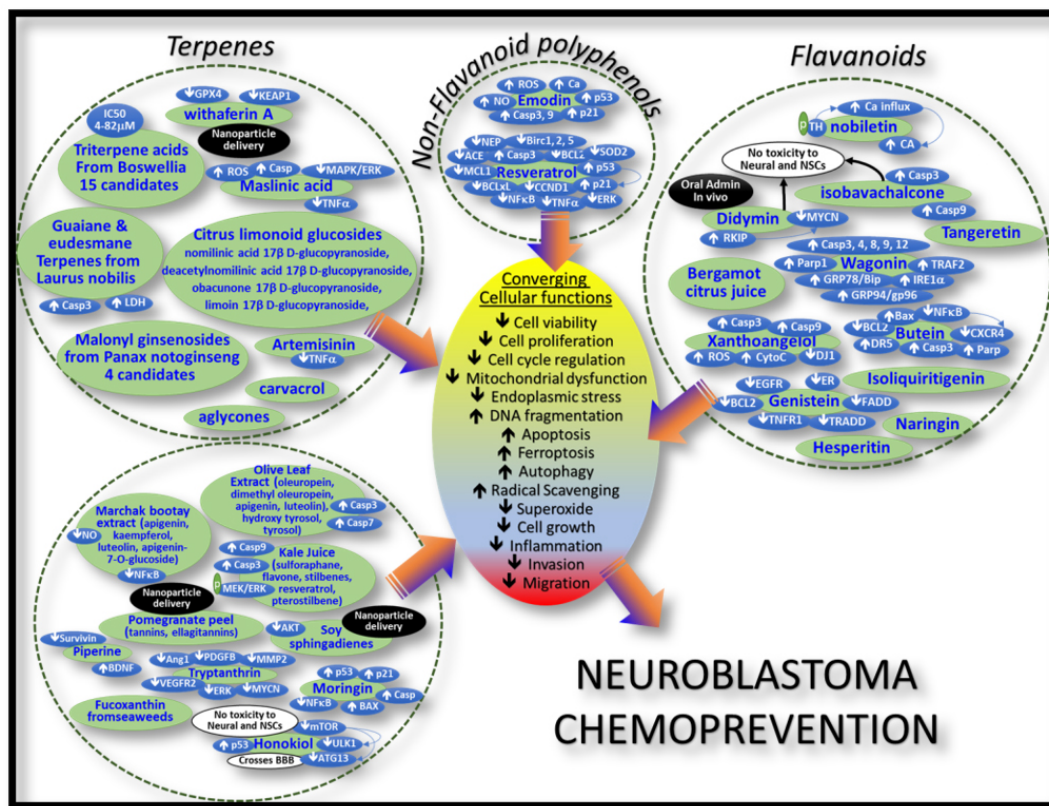 Terpenes
Non-Flavanoid polyphenols
Flavanoids
↓GPX4
↓KEAP1
withaferin A
IC50
4-82µM
Nanoparticle
delivery
Triterpene acids
From Boswellia
15 candidates
↑ ROS
↑ Casp
↓MAPK/ERK
Maslinic acid
↓TNFα
Guaiane &
eudesmane
Terpenes from
Laurus nobilis
↑ Casp3
↑ LDH
Citrus limonoid glucosides
nomilinic acid 17β D-glucopyranoside,
deacetylnomilinic acid 17β D-glucopyranoside,
obacunone 17β D-glucopyranoside,
limoin 17β D-glucopyranoside,
Malonyl ginsenosides
from Panax notoginseng
4 candidates
Artemisinin
↓TNFα
carvacrol
aglycones
↑ ROS
↑ Ca
↑ NO
Emodin
↑ p53
↑ Casp3, 9
↑ p21
↓NEP
↓Birc1, 2, 5
↓ACE
↑ Casp3
↓BCL2
↓SOD2
↓MCL1
Resveratrol
↑ p53
↓BCLxL
↓CCND1
↑ p21
↓NFκB
↓TNFα
↓ERK
↑ Ca influx
p
TH
nobiletin
↑ CA
No toxicity to
Neural and NSCs
↑ Casp3
isobavachalcone
Oral Admin
In vivo
↑ Casp9
Didymin
↓MYCN
↑ RKIP
Tangeretin
↑ Casp3, 4, 8, 9, 12
↑ Parp1
Wagonin
↑ TRAF2
↑ GRP78/Bip
↑ IRE1α
↑ GRP94/gp96
Bergamot
citrus juice
↑Bax
↓NFκB
↓BCL2
Butein
↓CXCR4
↑DR5
↑ Casp3
↑ Parp
↑ Casp3
↑ Casp9
Xanthoangelol
↑ ROS
↑ CytoC
↓DJ1
Isoliquiritigenin
↓EGFR
↓ER
↓BCL2
Genistein
↓FADD
↓TNFR1
↓TRADD
Naringin
Hesperitin
Converging
Cellular functions
↓ Cell viability
↓ Cell proliferation
↓ Cell cycle regulation
↓ Mitochondrial dysfunction
↓ Endoplasmic stress
↑ DNA fragmentation
↑ Apoptosis
↑ Ferroptosis
↑ Autophagy
↑ Radical Scavenging
↓ Superoxide
↓ Cell growth
↓ Inflammation
↓ Invasion
↓ Migration
Olive Leaf
Extract (oleuropein,
dimethyl oleuropein,
apigenin, luteolin),
hydroxy tyrosol,
tyrosol)
↑ Casp3
↑ Casp7
Marchak bootay
extract (apigenin,
kaempferol,
luteolin, apigenin-
7-O-glucoside)
↓NO
↓NFκB
↑ Casp9
↑ Casp3
p
MEK/ERK
Kale Juice
(sulforaphane,
flavone, stilbenes,
resveratrol,
pterostilbene)
Nanoparticle
delivery
Pomegranate peel
(tannins, ellagitannins)
Nanoparticle
delivery
↓AKT
Soy
sphingadienes
↓Survivin
Piperine
↑BDNF
↓Ang1
↓PDGFB
↓MMP2
Tryptanthrin
↓VEGFR2
↓ERK
↓MYCN
↑ p53
↑ p21
Moringin
↑ Casp
↓NFκB
↑ BAX
Fucoxanthin
fromseaweeds
No toxicity to
Neural and NSCs
↓mTOR
↑ p53
Honokiol
↓ULK1
Crosses BBB
↓ATG13
NEUROBLASTOMA
CHEMOPREVENTION